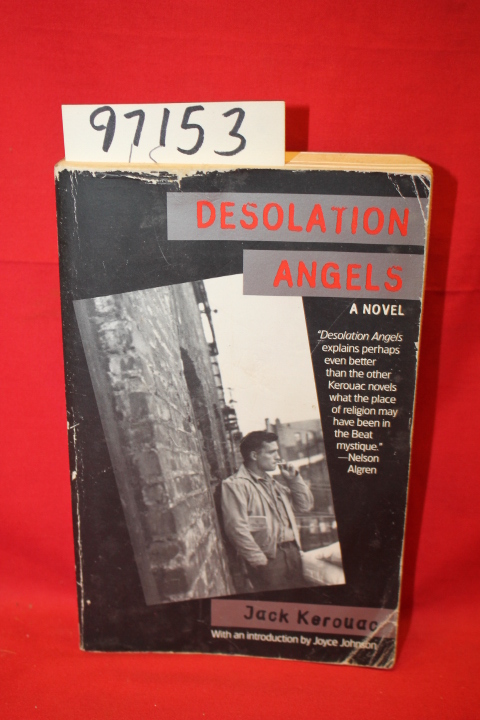 97153
DESOLATION
ANGELS
A NOVEL
"Desolation Angels
explains perhaps
even better
than the other
Kerouac novels
what the place
of religion may
have been in
the Beat
mystique."
—Nelson
Algren
Jack Kerouac
With an introduction by Joyce Johnson